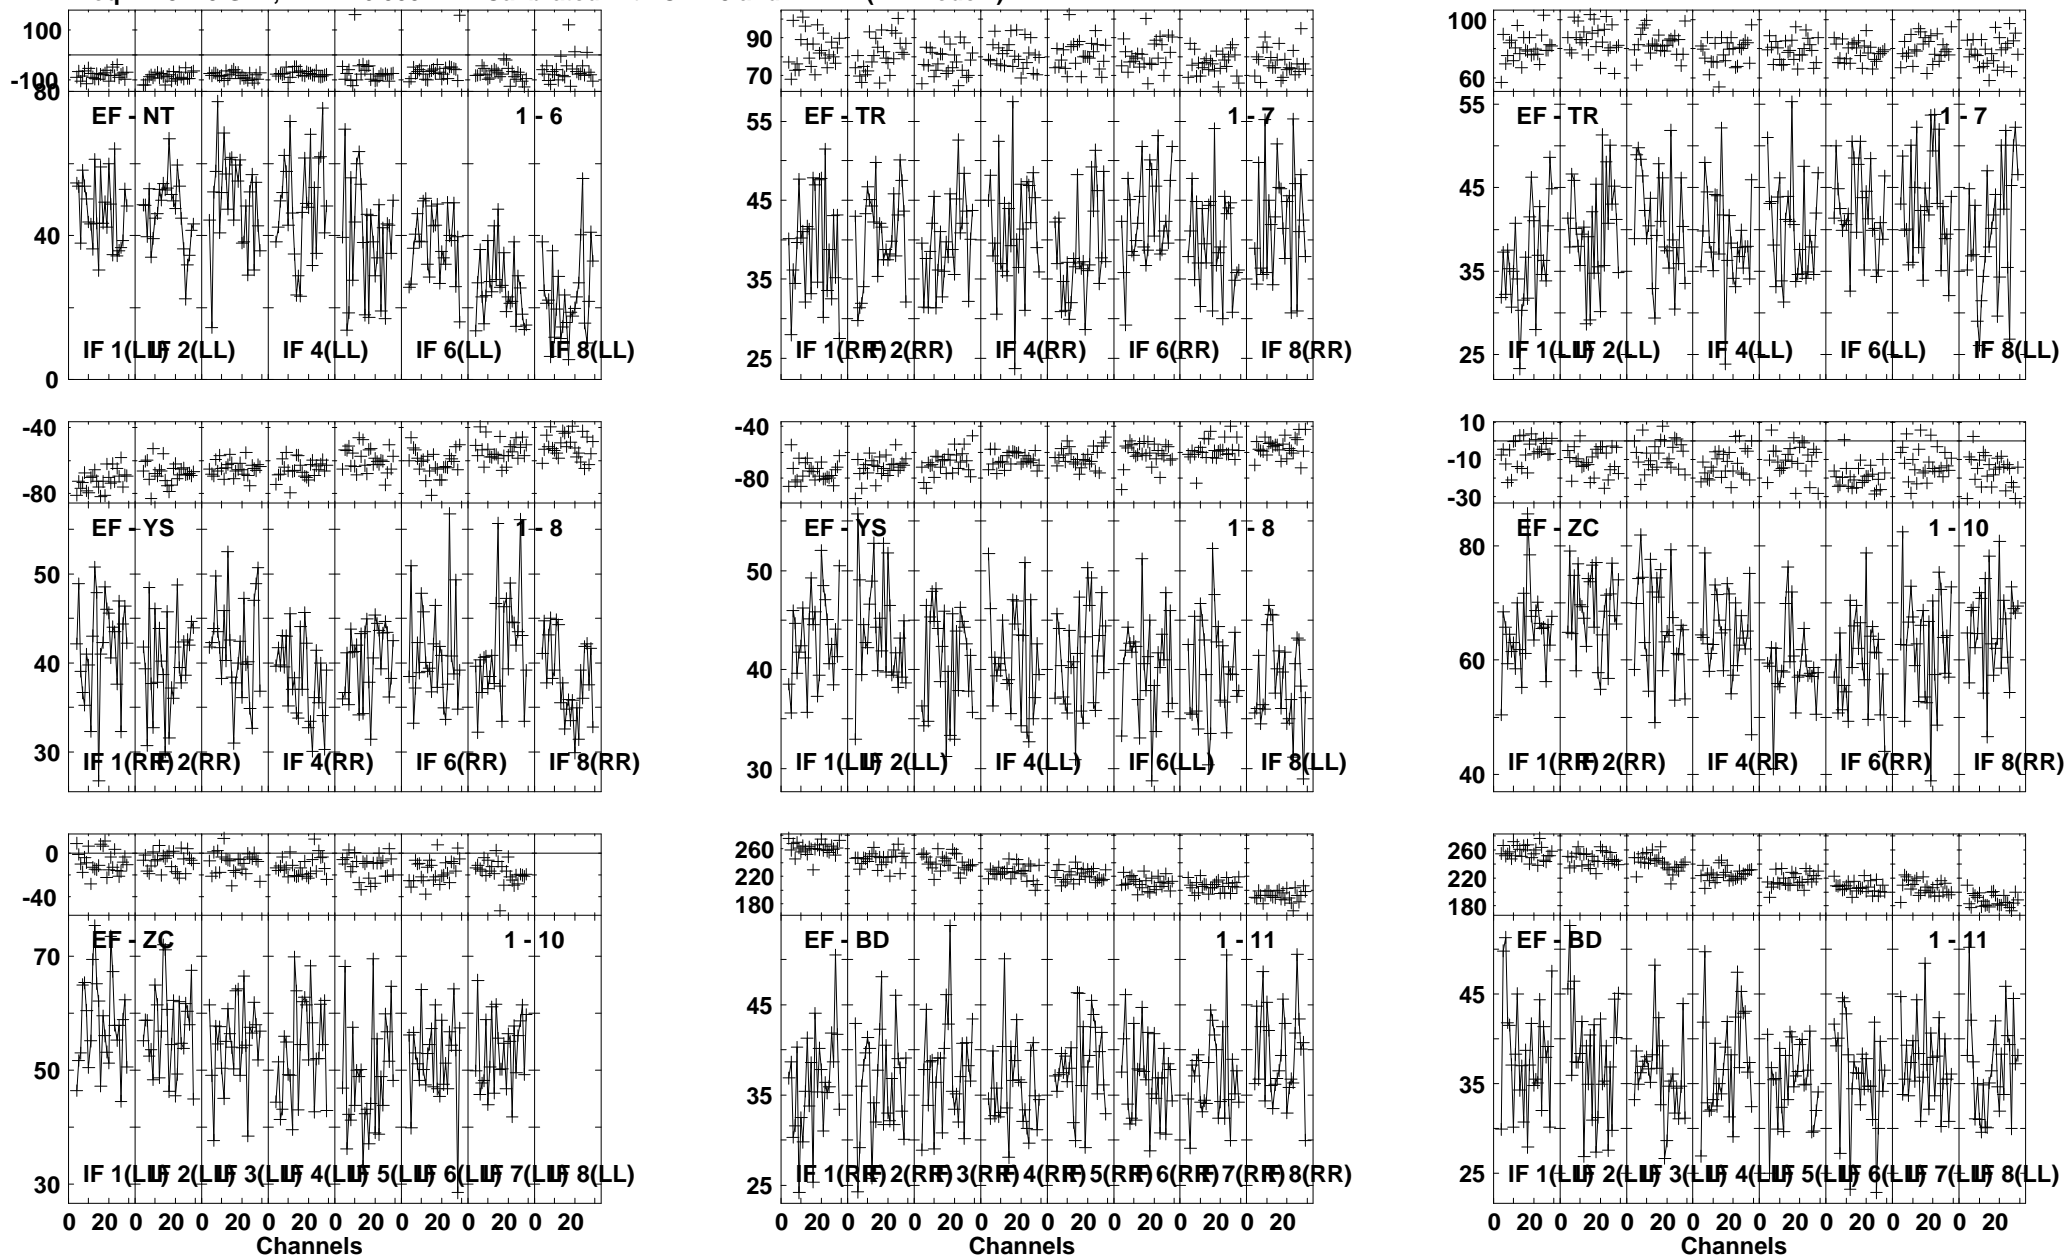 100
-100
80
EF - NT 1 - 6
40
IF 1(LL) IF 2(LL) IF 4(LL) IF 6(LL) IF 8(LL)
0
90
70
55
EF - TR 1 - 7
45
35
IF 1(RR) IF 2(RR) IF 4(RR) IF 6(RR) IF 8(RR)
25
100
60
55
EF - TR 1 - 7
45
35
IF 1(LL) IF 2(LL) IF 4(LL) IF 6(LL) IF 8(LL)
25
-40
-80
EF - YS 1 - 8
50
40
30
IF 1(RR) IF 2(RR) IF 4(RR) IF 6(RR) IF 8(RR)
-40
-80
EF - YS 1 - 8
50
40
30
IF 1(LL) IF 2(LL) IF 4(LL) IF 6(LL) IF 8(LL)
10
-10
-30
EF - ZC 1 - 10
80
60
IF 1(RR) IF 2(RR) IF 4(RR) IF 6(RR) IF 8(RR)
40
0
-40
EF - ZC 1 - 10
70
50
30
IF 1(LL) IF 2(LL) IF 3(LL) IF 4(LL) IF 5(LL) IF 6(LL) IF 7(LL) IF 8(LL)
0 20 0 20 0 20 0 20 0 20 0 20 0 20 0 20
Channels
260
220
180
EF - BD 1 - 11
45
35
25
IF 1(RR) IF 2(RR) IF 3(RR) IF 4(RR) IF 5(RR) IF 6(RR) IF 7(RR) IF 8(RR)
0 20 0 20 0 20 0 20 0 20 0 20 0 20 0 20
Channels
260
220
180
EF - BD 1 - 11
45
35
25
IF 1(LL) IF 2(LL) IF 3(LL) IF 4(LL) IF 5(LL) IF 6(LL) IF 7(LL) IF 8(LL)
0 20 0 20 0 20 0 20 0 20 0 20 0 20 0 20
Channels